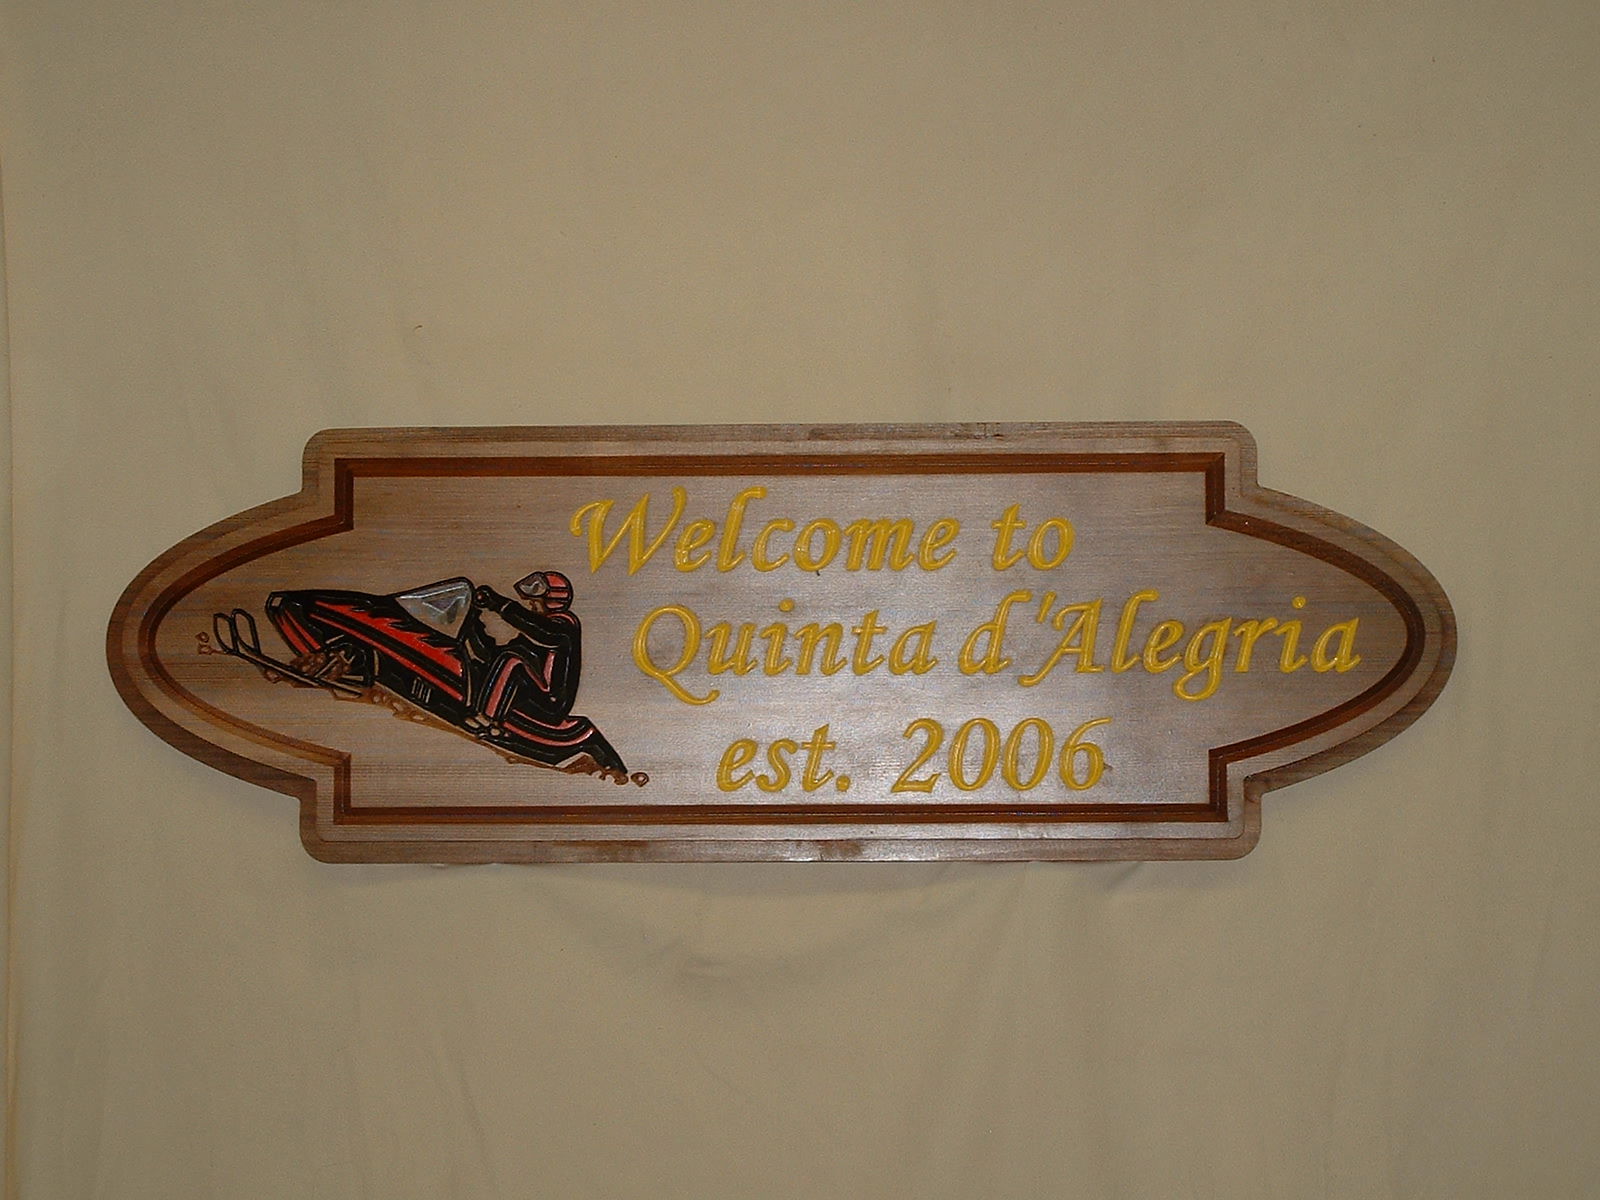 Welcome to
Quinta d'Alegria
est. 2006